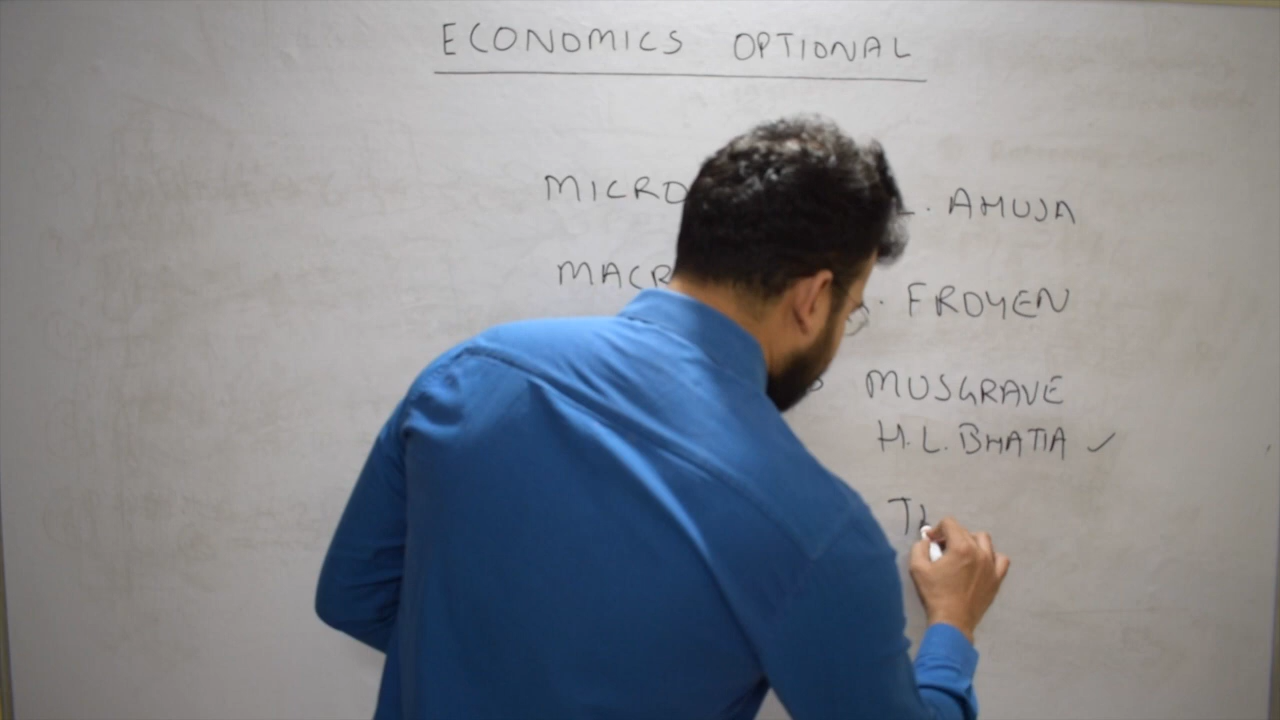 ECONOMICS OPTIONAL
MICRO L. AHUJA
MACR . FROYEN
MUSGRAVE
H.L. BHATIA ✓
T